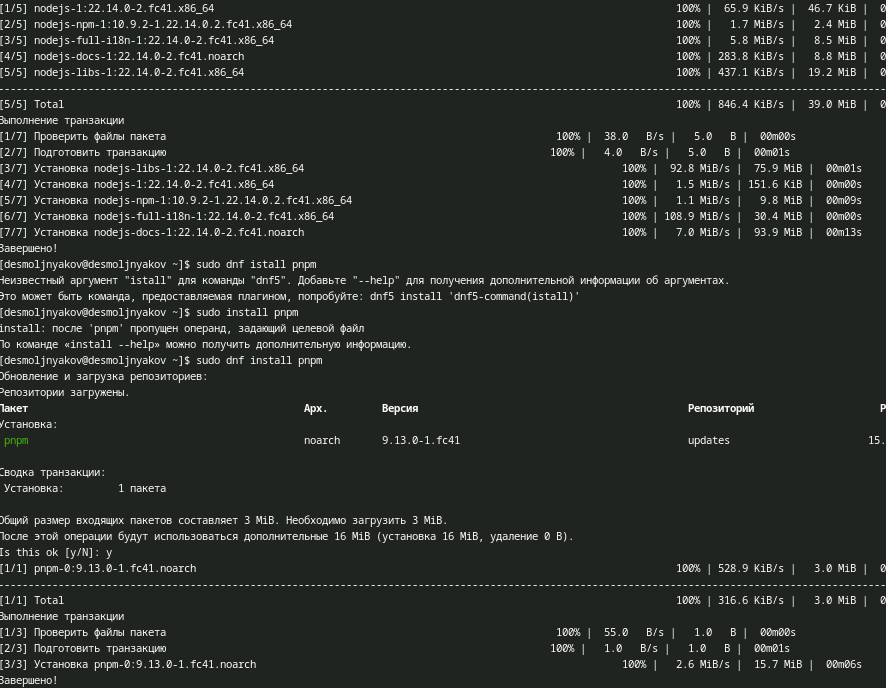 [1/5] nodejs-1:22.14.0-2.fc41.x86_64 100% | 65.9 KiB/s | 46.7 KiB | 0
[2/5] nodejs-npm-1:10.9.2-1.22.14.0.2.fc41.x86_64 100% | 1.7 MiB/s | 2.4 MiB | 0
[3/5] nodejs-full-i18n-1:22.14.0-2.fc41.x86_64 100% | 5.8 MiB/s | 8.5 MiB | 0
[4/5] nodejs-docs-1:22.14.0-2.fc41.noarch 100% | 283.8 KiB/s | 8.8 MiB | 0
[5/5] nodejs-libs-1:22.14.0-2.fc41.x86_64 100% | 437.1 KiB/s | 19.2 MiB | 0
--------------------------------------------------------------------------------
[5/5] Total 100% | 846.4 KiB/s | 39.0 MiB | 0
Выполнение транзакции
[1/7] Проверить файлы пакета 100% | 38.0 B/s | 5.0 B | 00m00s
[2/7] Подготовить транзакцию 100% | 4.0 B/s | 5.0 B | 00m01s
[3/7] Установка nodejs-libs-1:22.14.0-2.fc41.x86_64 100% | 92.8 MiB/s | 75.9 MiB | 00m01s
[4/7] Установка nodejs-1:22.14.0-2.fc41.x86_64 100% | 1.5 MiB/s | 151.6 KiB | 00m00s
[5/7] Установка nodejs-npm-1:10.9.2-1.22.14.0.2.fc41.x86_64 100% | 1.1 MiB/s | 9.8 MiB | 00m09s
[6/7] Установка nodejs-full-i18n-1:22.14.0-2.fc41.x86_64 100% | 108.9 MiB/s | 30.4 MiB | 00m00s
[7/7] Установка nodejs-docs-1:22.14.0-2.fc41.noarch 100% | 7.0 MiB/s | 93.9 MiB | 00m13s
Завершено!
[desmoljnyakov@desmoljnyakov ~]$ sudo dnf istall pnpm
Неизвестный аргумент "istall" для команды "dnf5". Добавьте "--help" для получения дополнительной информации об аргументах.
Это может быть команда, предоставляемая плагином, попробуйте: dnf5 install 'dnf5-command(istall)'
[desmoljnyakov@desmoljnyakov ~]$ sudo install pnpm
install: после 'pnpm' пропущен операнд, задающий целевой файл
По команде «install --help» можно получить дополнительную информацию.
[desmoljnyakov@desmoljnyakov ~]$ sudo dnf install pnpm
Обновление и загрузка репозиториев:
Репозитории загружены.
Пакет Арх. Версия Репозиторий Р
Установка:
pnpm noarch 9.13.0-1.fc41 updates 15.
Сводка транзакции:
Установка: 1 пакета
Общий размер входящих пакетов составляет 3 MiB. Необходимо загрузить 3 MiB.
После этой операции будут использоваться дополнительные 16 MiB (установка 16 MiB, удаление 0 B).
Is this ok [y/N]: y
[1/1] pnpm-0:9.13.0-1.fc41.noarch 100% | 528.9 KiB/s | 3.0 MiB | 0
--------------------------------------------------------------------------------
[1/1] Total 100% | 316.6 KiB/s | 3.0 MiB | 0
Выполнение транзакции
[1/3] Проверить файлы пакета 100% | 55.0 B/s | 1.0 B | 00m00s
[2/3] Подготовить транзакцию 100% | 1.0 B/s | 1.0 B | 00m01s
[3/3] Установка pnpm-0:9.13.0-1.fc41.noarch 100% | 2.6 MiB/s | 15.7 MiB | 00m06s
Завершено!